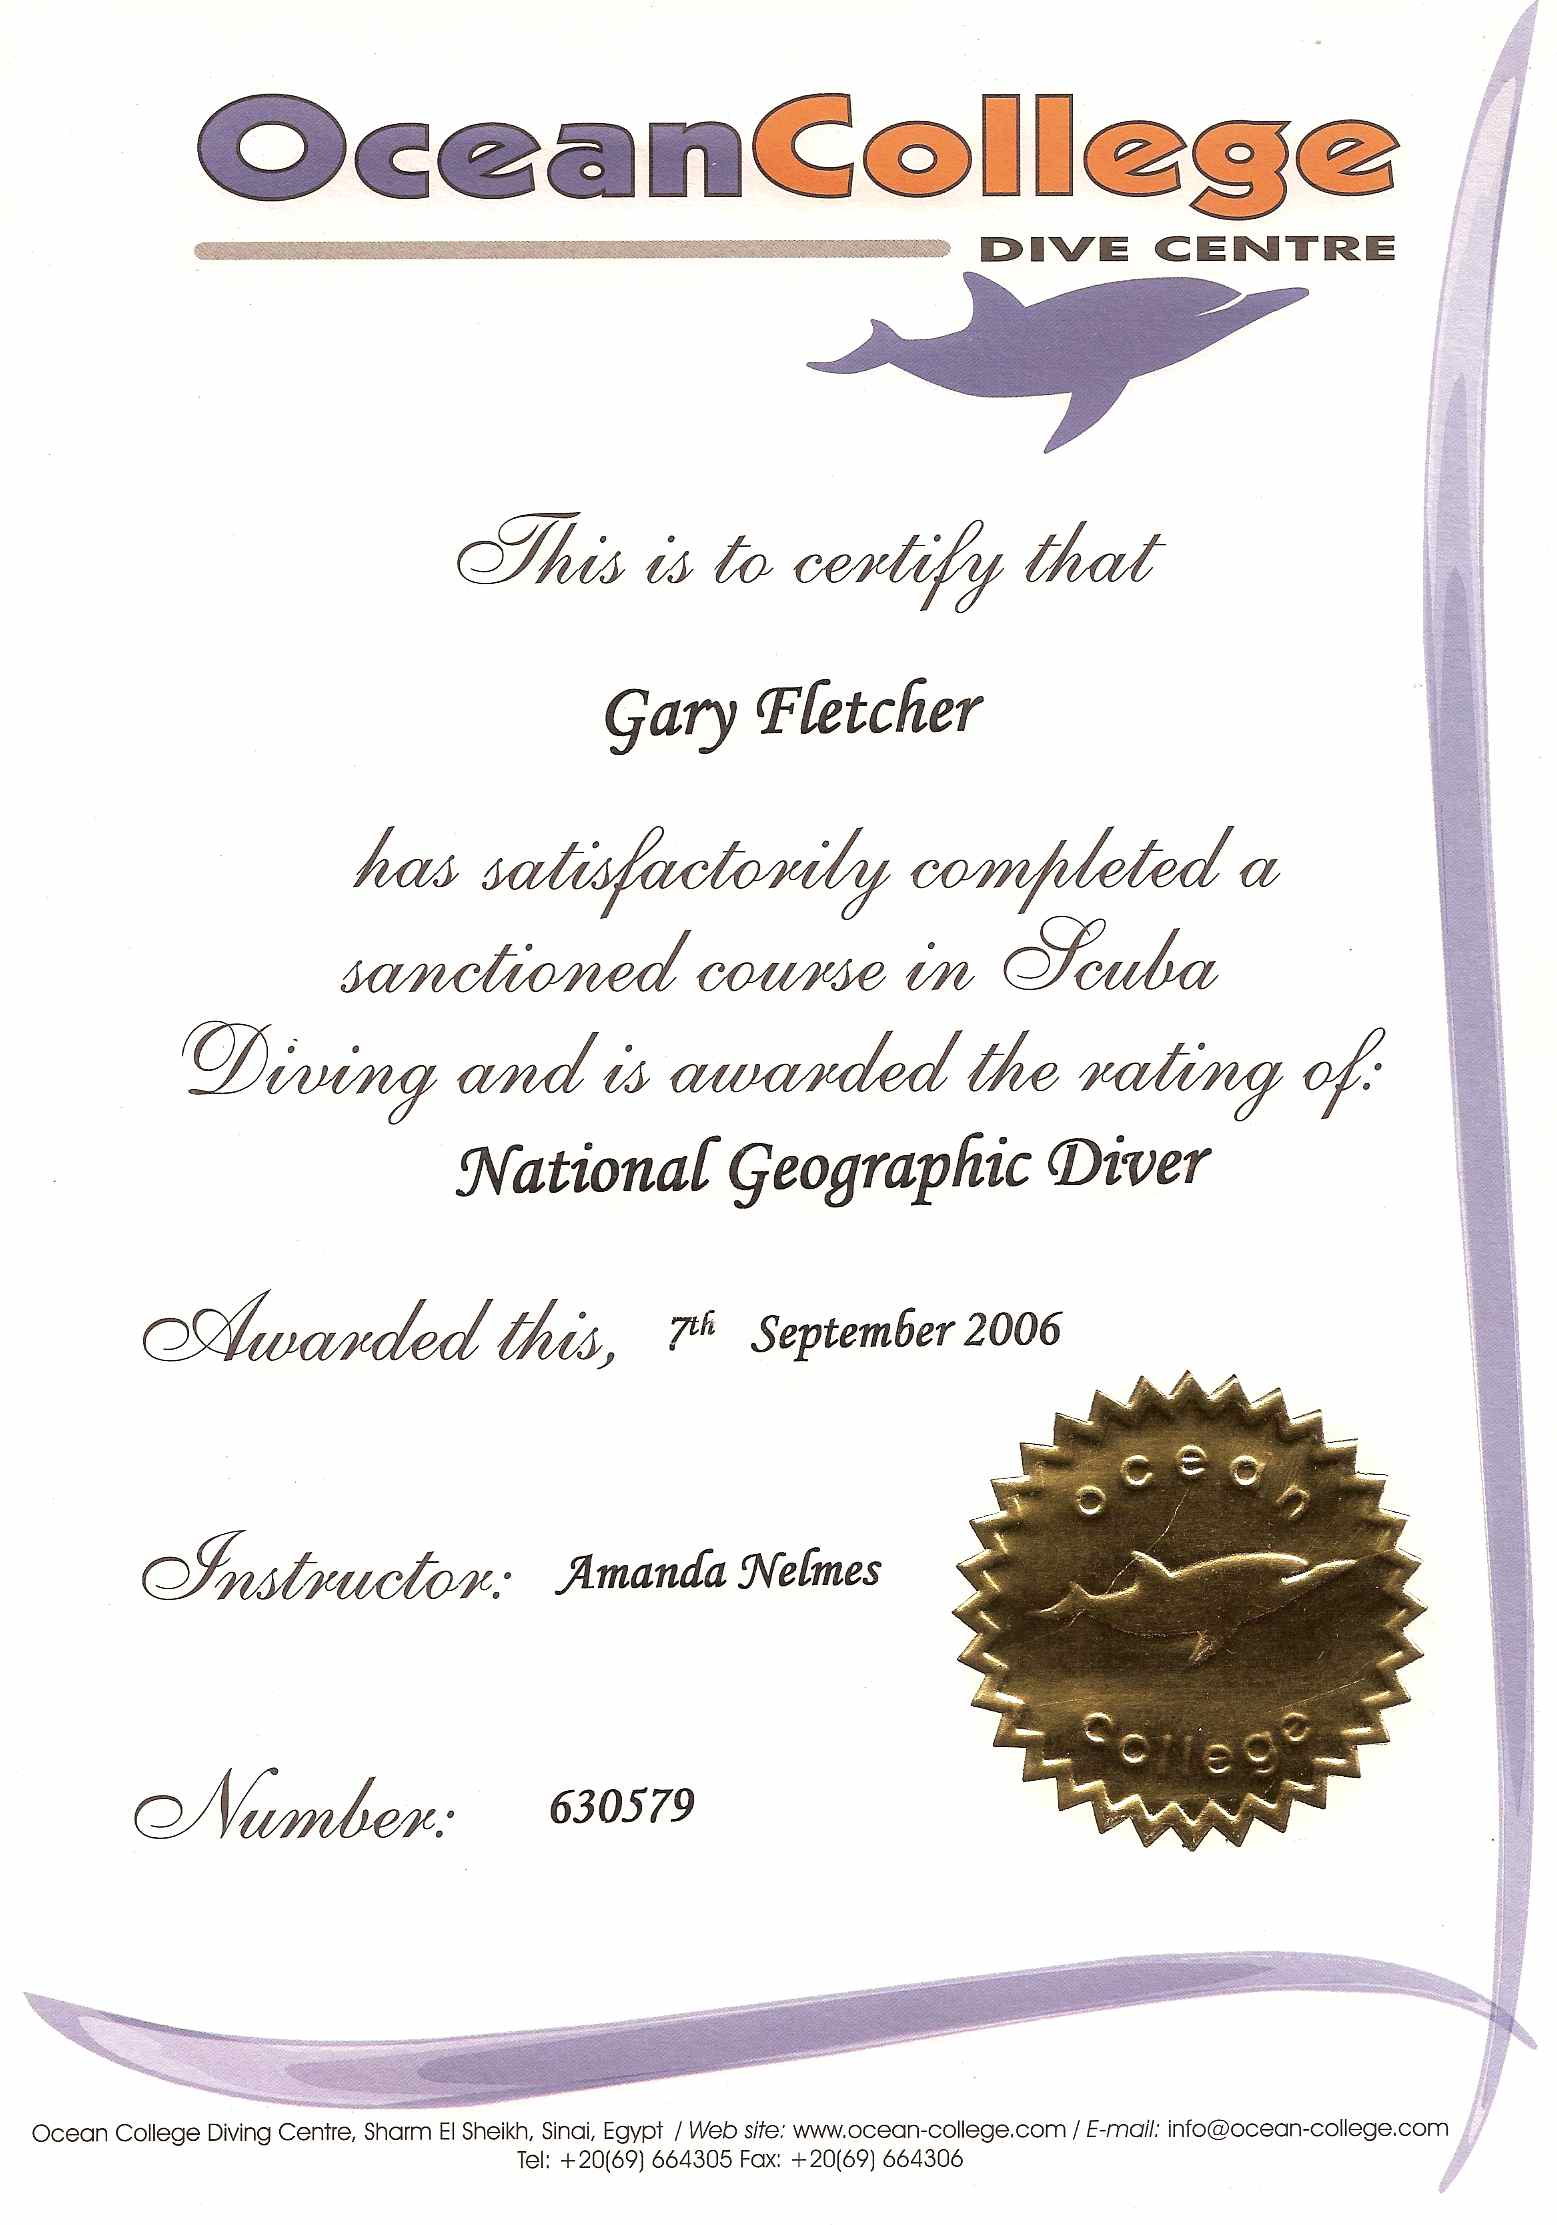 OceanCollege
DIVE CENTRE
This is to certify that
Gary Fletcher
has satisfactorily completed a
sanctioned course in Scuba
Diving and is awarded the rating of:
National Geographic Diver
Awarded this, 7th September 2006
Instructor: Amanda Nelmes
Number: 630579
ocean
college
Ocean College Diving Centre, Sharm El Sheikh, Sinai, Egypt / Web site: www.ocean-college.com / E-mail: info@ocean-college.com
Tel: +20(69) 664305 Fax: +20(69) 664306